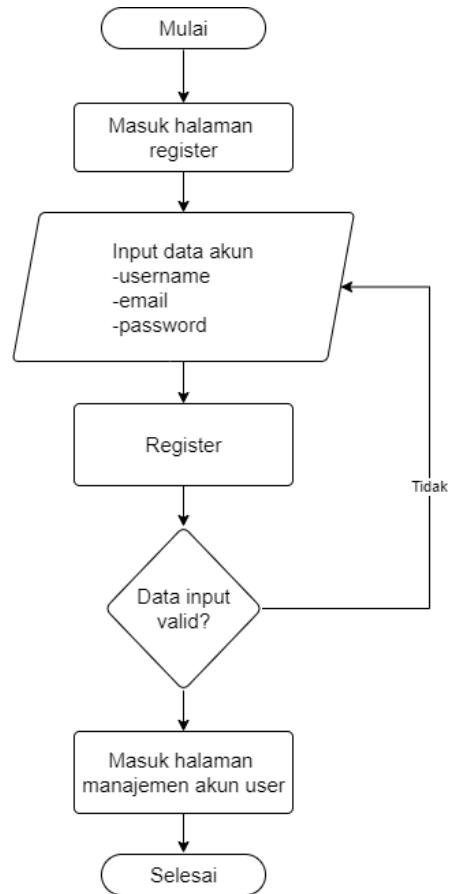 Mulai
Masuk halaman
register
Input data akun
-username
-email
-password
Register
Tidak
Data input
valid?
Masuk halaman
manajemen akun user
Selesai